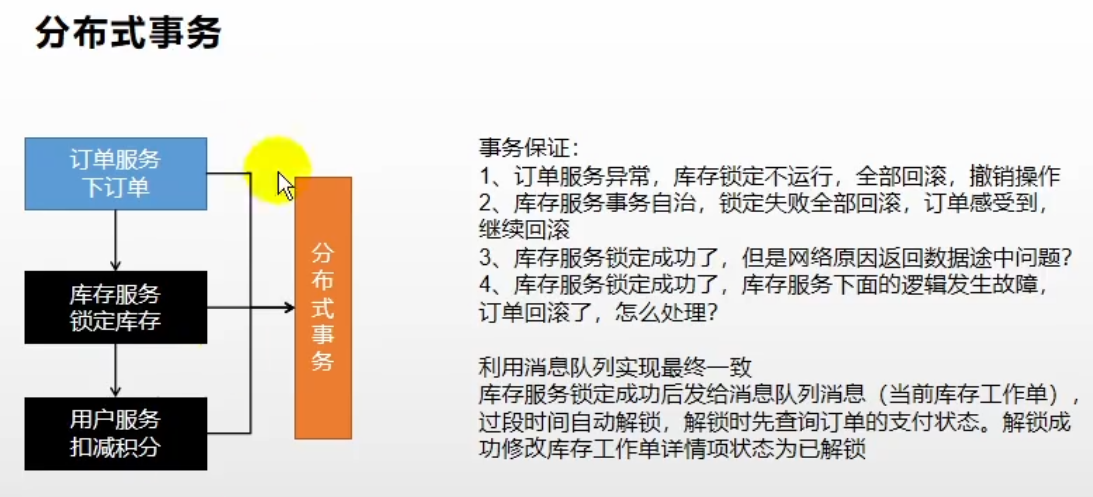 分布式事务
订单服务
下订单
库存服务
锁定库存
用户服务
扣减积分
分
布
式
事
务
事务保证：
1、订单服务异常，库存锁定不运行，全部回滚，撤销操作
2、库存服务事务自治，锁定失败全部回滚，订单感受到，
继续回滚
3、库存服务锁定成功了，但是网络原因返回数据途中问题？
4、库存服务锁定成功了，库存服务下面的逻辑发生故障，
订单回滚了，怎么处理？
利用消息队列实现最终一致
库存服务锁定成功后发给消息队列消息（当前库存工作单），
过段时间自动解锁，解锁时先查询订单的支付状态。解锁成
功修改库存工作单详情项状态为已解锁